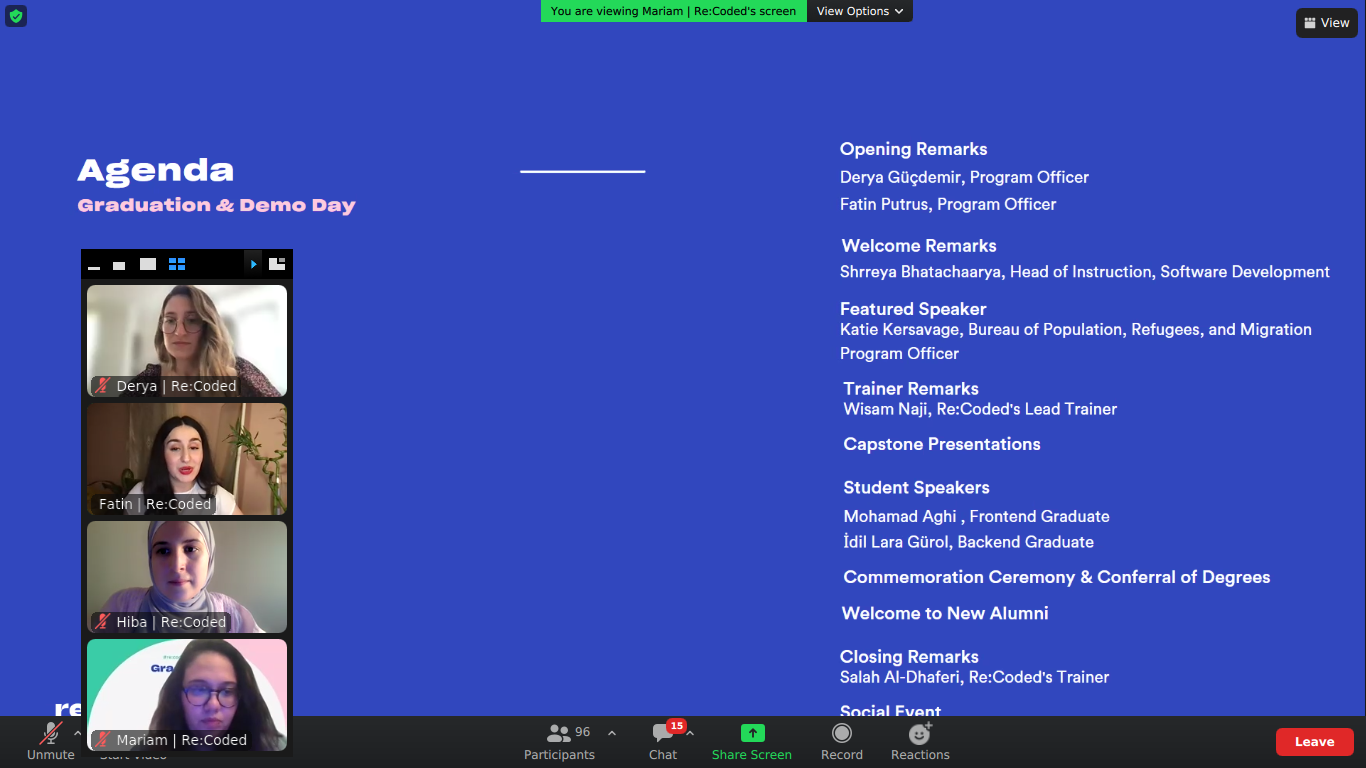 You are viewing Mariam | Re:Coded's screen
View Options
View
Agenda
Graduation & Demo Day
Opening Remarks
Derya Güçdemir, Program Officer
Fatin Putrus, Program Officer
Welcome Remarks
Shrreya Bhatachaarya, Head of Instruction, Software Development
Featured Speaker
Katie Kersavage, Bureau of Population, Refugees, and Migration
Program Officer
Trainer Remarks
Wisam Naji, Re:Coded's Lead Trainer
Capstone Presentations
Student Speakers
Mohamad Aghi , Frontend Graduate
İdil Lara Gürol, Backend Graduate
Commemoration Ceremony & Conferral of Degrees
Welcome to New Alumni
Closing Remarks
Salah Al-Dhaferi, Re:Coded's Trainer
Social Event
Derya | Re:Coded
Fatin | Re:Coded
Hiba | Re:Coded
Mariam | Re:Coded
Unmute
Start Video
96
Participants
15
Chat
Share Screen
Record
Reactions
Leave